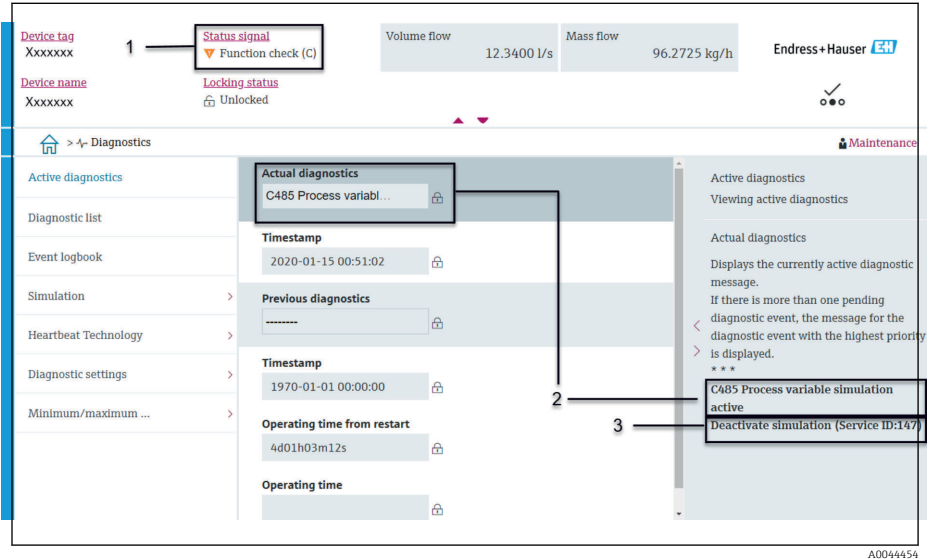 Device tag
Xxxxxxx
1
Status signal
Function check (C)
Volume flow
12.3400 l/s
Mass flow
96.2725 kg/h
Endress+Hauser EH
Device name
Xxxxxxx
Locking status
Unlocked
> Diagnostics
Maintenance
Active diagnostics
Diagnostic list
Event logbook
Simulation >
Heartbeat Technology >
Diagnostic settings >
Minimum/maximum ... >
Actual diagnostics
C485 Process variabl...
Timestamp
2020-01-15 00:51:02
Previous diagnostics
--------
Timestamp
1970-01-01 00:00:00
Operating time from restart
4d01h03m12s
Operating time
2
3
Active diagnostics
Viewing active diagnostics
Actual diagnostics
Displays the currently active diagnostic
message.
If there is more than one pending
diagnostic event, the message for the
diagnostic event with the highest priority
is displayed.
* * *
C485 Process variable simulation
active
Deactivate simulation (Service ID:147)
A0044454